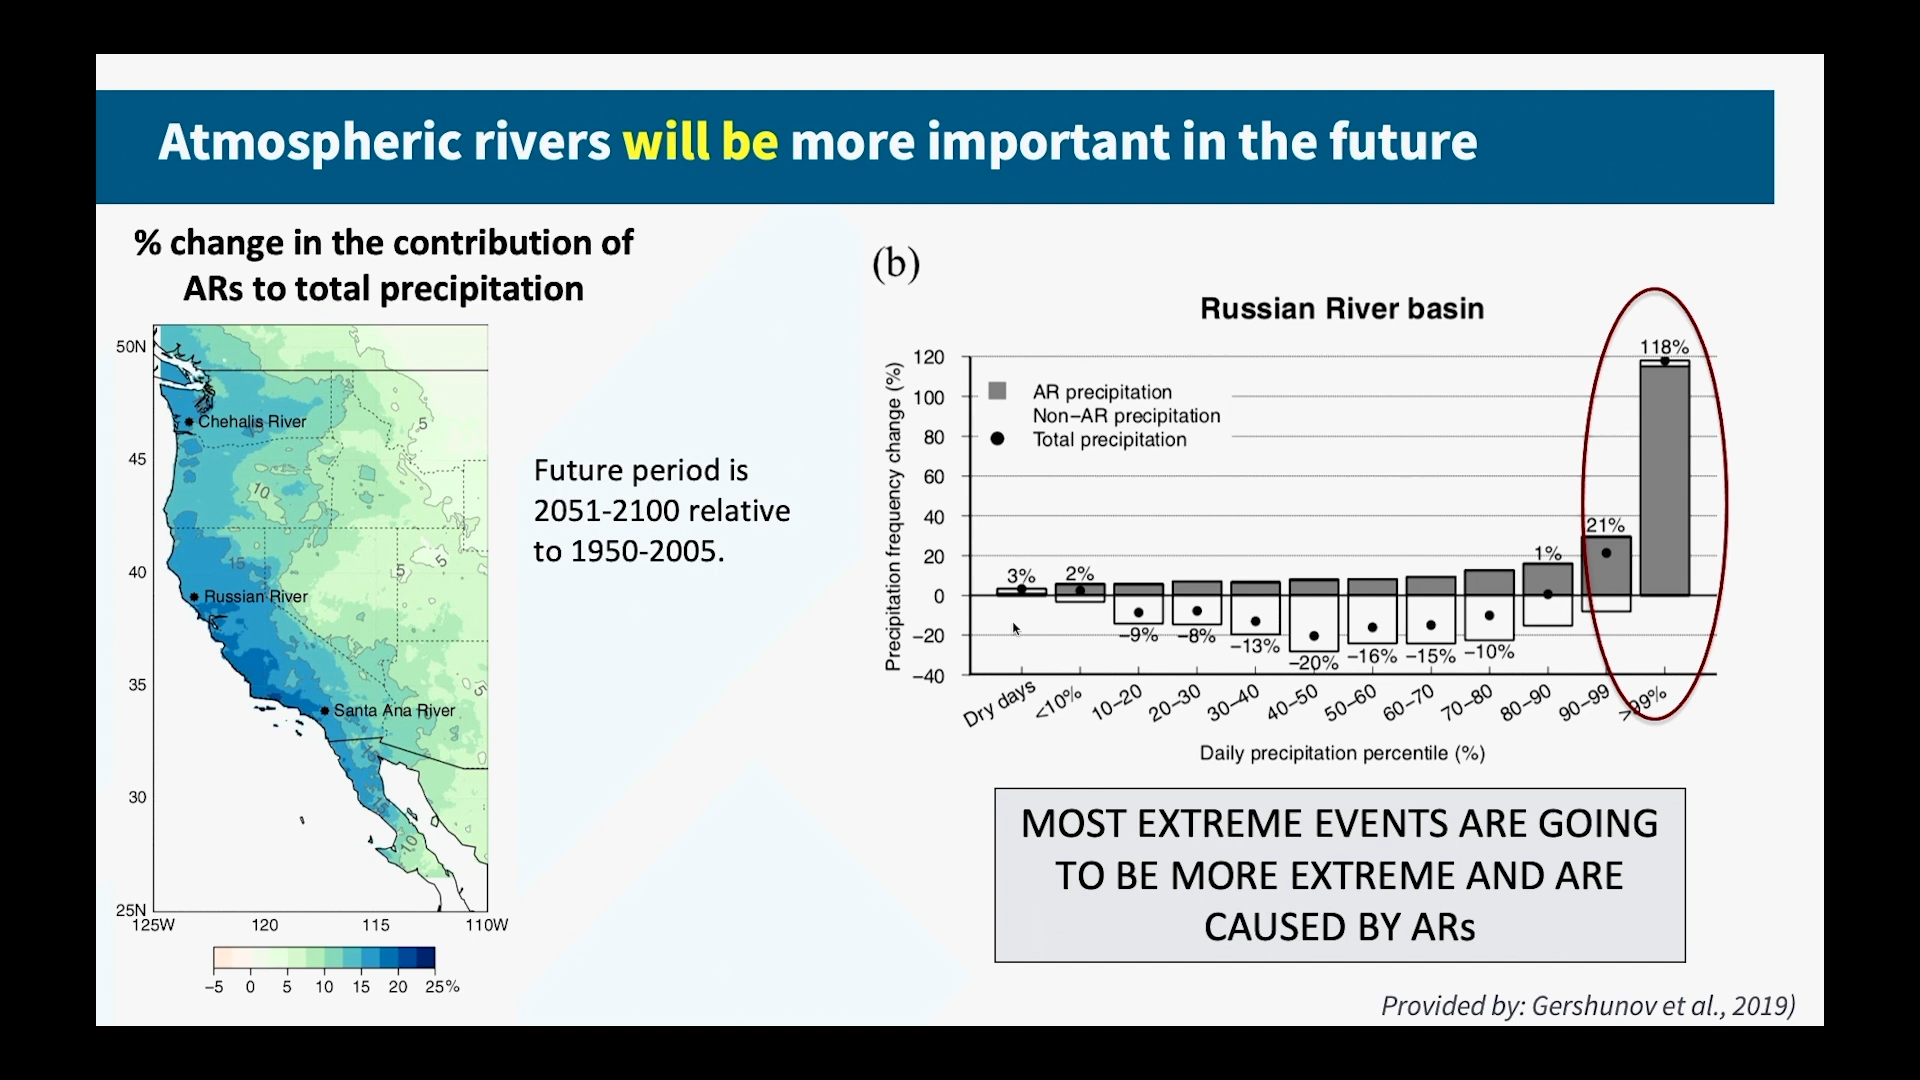 Atmospheric rivers will be more important in the future
% change in the contribution of
ARs to total precipitation
50N
45
40
35
30
25N
125W
120
115
110W
Chehalis River
Russian River
Santa Ana River
5
10
15
5
5
5
10
15
10
−5 0 5 10 15 20 25%
Future period is
2051-2100 relative
to 1950-2005.
(b)
Russian River basin
Precipitation frequency change (%)
120
100
80
60
40
20
0
−20
−40
AR precipitation
Non−AR precipitation
Total precipitation
3%
2%
−9%
−8%
−13%
−20%
−16%
−15%
−10%
1%
21%
118%
Dry days
<10%
10−20
20−30
30−40
40−50
50−60
60−70
70−80
80−90
90−99
>99%
Daily precipitation percentile (%)
MOST EXTREME EVENTS ARE GOING
TO BE MORE EXTREME AND ARE
CAUSED BY ARs
Provided by: Gershunov et al., 2019)